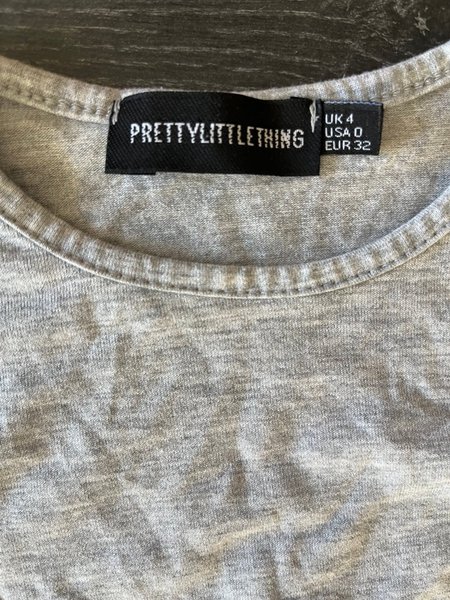 PRETTYLITTLETHING
UK 4
USA 0
EUR 32